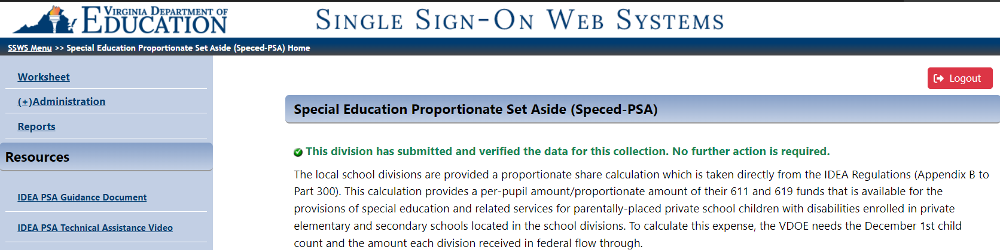 VIRGINIA DEPARTMENT OF
EDUCATION
SINGLE SIGN-ON WEB SYSTEMS
SSWS Menu >> Special Education Proportionate Set Aside (Speced-PSA) Home
Worksheet
(+)Administration
Reports
Resources
IDEA PSA Guidance Document
IDEA PSA Technical Assistance Video
Logout
Special Education Proportionate Set Aside (Speced-PSA)
This division has submitted and verified the data for this collection. No further action is required.
The local school divisions are provided a proportionate share calculation which is taken directly from the IDEA Regulations (Appendix B to
Part 300). This calculation provides a per-pupil amount/proportionate amount of their 611 and 619 funds that is available for the
provisions of special education and related services for parentally-placed private school children with disabilities enrolled in private
elementary and secondary schools located in the school divisions. To calculate this expense, the VDOE needs the December 1st child
count and the amount each division received in federal flow through.